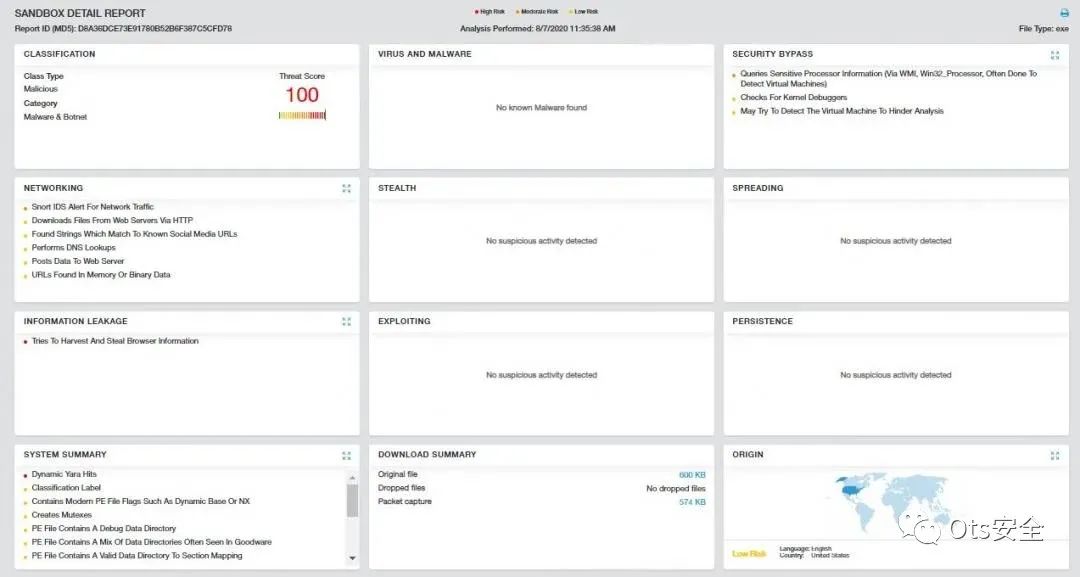 SANDBOX DETAIL REPORT
Report ID (MD5): D8A36DCE73E91780B52B6F387C5CFD78
High Risk Moderate Risk Low Risk
Analysis Performed: 8/7/2020 11:35:38 AM
File Type: exe
CLASSIFICATION
Class Type
Malicious
Category
Malware & Botnet
Threat Score
100
VIRUS AND MALWARE
No known Malware found
SECURITY BYPASS
Queries Sensitive Processor Information (Via WMI, Win32_Processor, Often Done To
Detect Virtual Machines)
Checks For Kernel Debuggers
May Try To Detect The Virtual Machine To Hinder Analysis
NETWORKING
Snort IDS Alert For Network Traffic
Downloads Files From Web Servers Via HTTP
Found Strings Which Match To Known Social Media URLs
Performs DNS Lookups
Posts Data To Web Server
URLs Found In Memory Or Binary Data
STEALTH
No suspicious activity detected
SPREADING
No suspicious activity detected
INFORMATION LEAKAGE
Tries To Harvest And Steal Browser Information
EXPLOITING
No suspicious activity detected
PERSISTENCE
No suspicious activity detected
SYSTEM SUMMARY
Dynamic Yara Hits
Classification Label
Contains Modern PE File Flags Such As Dynamic Base Or NX
Creates Mutexes
PE File Contains A Debug Data Directory
PE File Contains A Mix Of Data Directories Often Seen In Goodware
PE File Contains A Valid Data Directory To Section Mapping
DOWNLOAD SUMMARY
Original file 600 KB
Dropped files No dropped files
Packet capture 574 KB
ORIGIN
Low Risk
Language: English
Country: United States
Ots安全